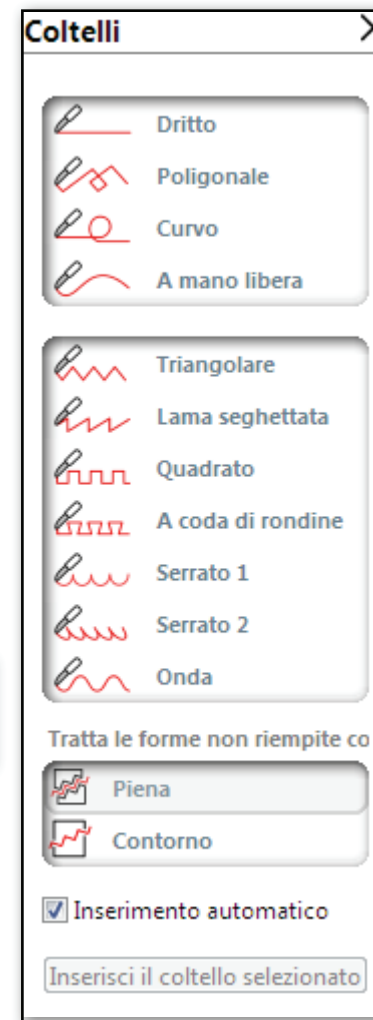 Coltelli
Dritto
Poligonale
Curvo
A mano libera
Triangolare
Lama seghettata
Quadrato
A coda di rondine
Serrato 1
Serrato 2
Onda
Tratta le forme non riempite co
Piena
Contorno
Inserimento automatico
Inserisci il coltello selezionato